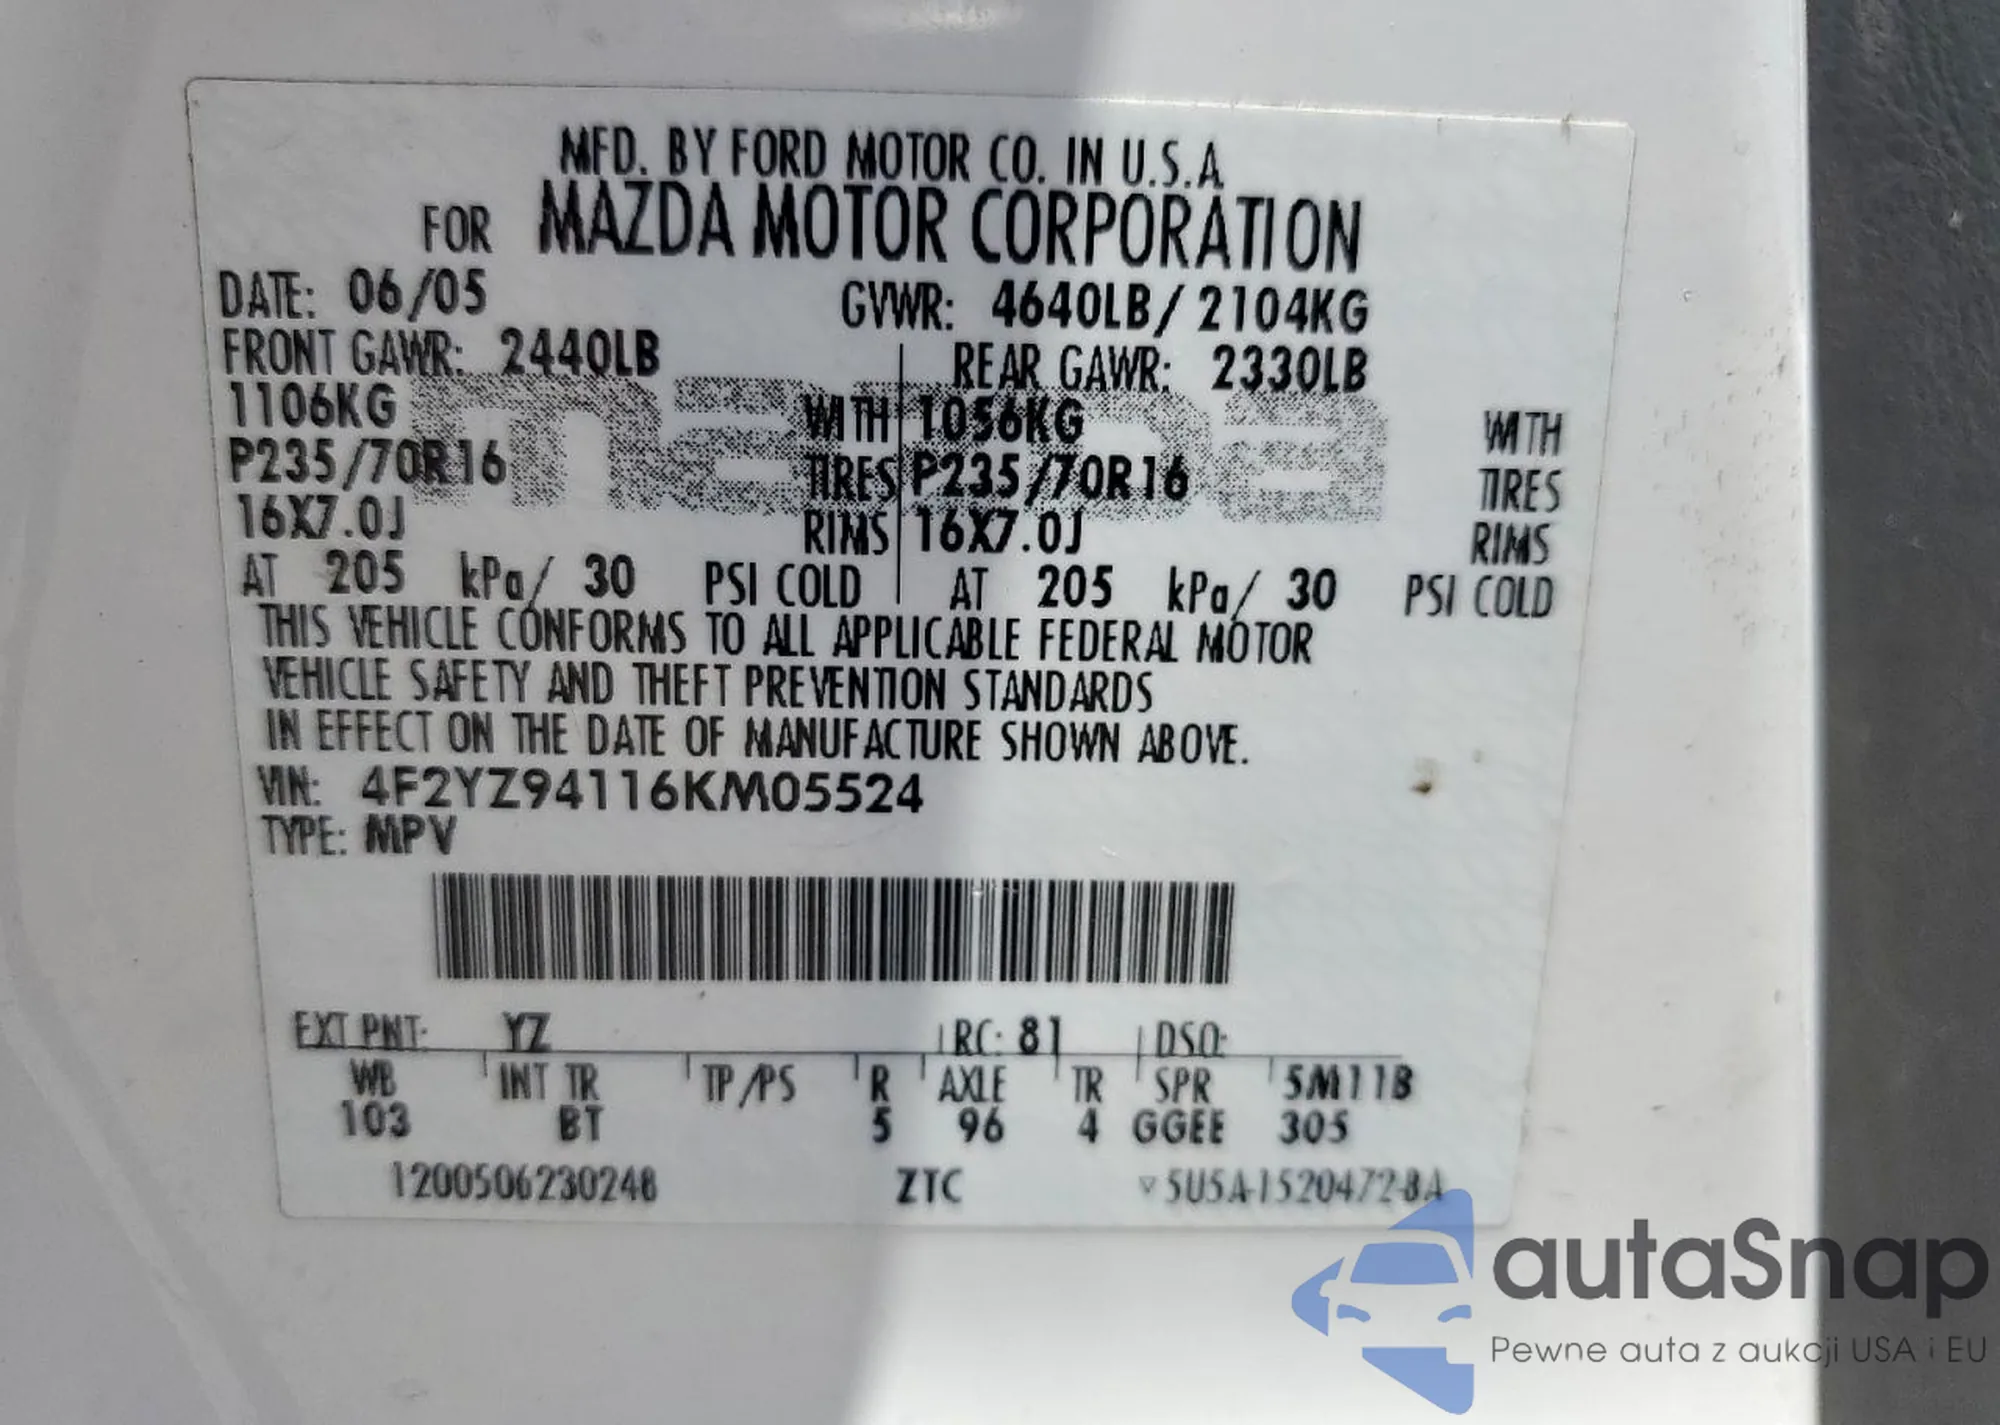 MFD. BY FORD MOTOR CO. IN U.S.A
FOR MAZDA MOTOR CORPORATION
DATE: 06/05 GVWR: 4640LB/ 2104KG
FRONT GAWR: 2440LB REAR GAWR: 2330LB
1106KG WITH 1056KG WITH
P235/70R16 TIRES P235/70R16 TIRES
16X7.0J RIMS 16X7.0J RIMS
AT 205 kPa/ 30 PSI COLD AT 205 kPa/ 30 PSI COLD
THIS VEHICLE CONFORMS TO ALL APPLICABLE FEDERAL MOTOR
VEHICLE SAFETY AND THEFT PREVENTION STANDARDS
IN EFFECT ON THE DATE OF MANUFACTURE SHOWN ABOVE.
VIN: 4F2YZ94116KM05524
TYPE: MPV
EXT PNT: YZ RC: 81 DSO:
WB INT TR TP/PS R AXLE TR SPR 5M11B
103 BT 5 96 4 GGEE 305
1200506230248 ZTC 5U5A-1520472-BA
autaSnap
Pewne auta z aukcji USA i EU